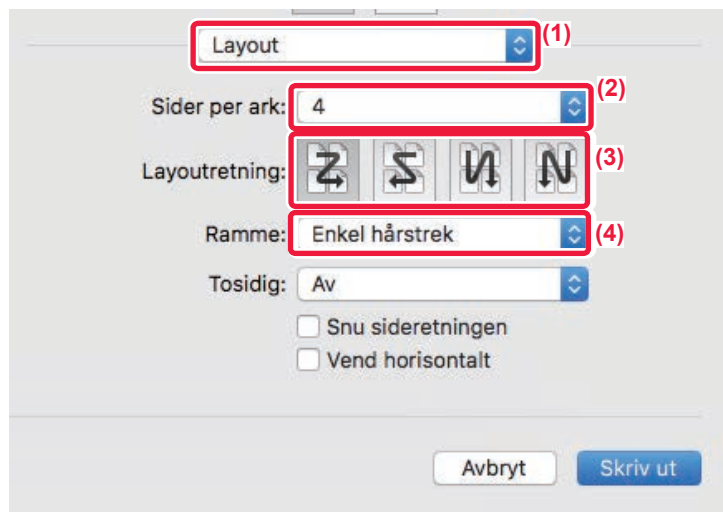 Layout (1)
Sider per ark: 4 (2)
Layoutretning: (3)
Ramme: Enkel hårstrek (4)
Tosidig: Av
Snu sideretningen
Vend horisontalt
Avbryt Skriv ut